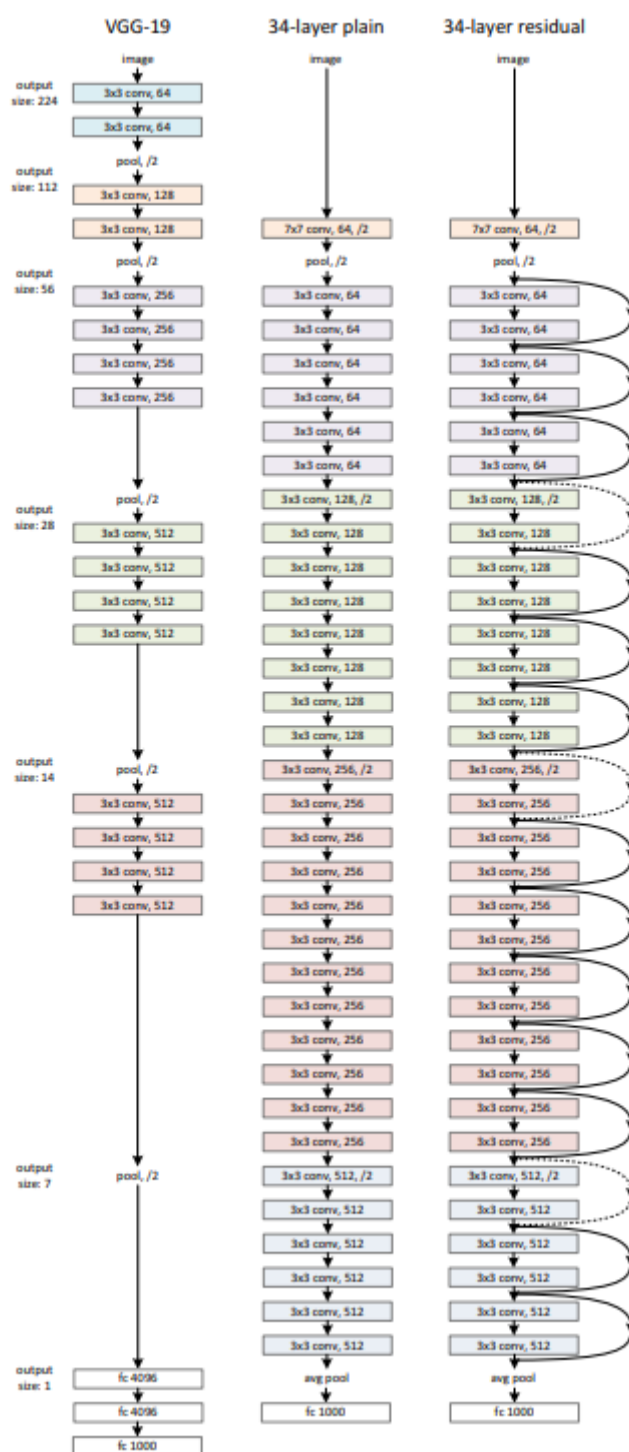 output
size: 224
output
size: 112
output
size: 56
output
size: 28
output
size: 14
output
size: 7
output
size: 1
VGG-19
image
3x3 conv, 64
3x3 conv, 64
pool, /2
3x3 conv, 128
3x3 conv, 128
pool, /2
3x3 conv, 256
3x3 conv, 256
3x3 conv, 256
3x3 conv, 256
pool, /2
3x3 conv, 512
3x3 conv, 512
3x3 conv, 512
3x3 conv, 512
pool, /2
3x3 conv, 512
3x3 conv, 512
3x3 conv, 512
3x3 conv, 512
pool, /2
fc 4096
fc 4096
fc 1000
34-layer plain
image
7x7 conv, 64, /2
pool, /2
3x3 conv, 64
3x3 conv, 64
3x3 conv, 64
3x3 conv, 64
3x3 conv, 64
3x3 conv, 64
3x3 conv, 128, /2
3x3 conv, 128
3x3 conv, 128
3x3 conv, 128
3x3 conv, 128
3x3 conv, 128
3x3 conv, 128
3x3 conv, 128
3x3 conv, 256, /2
3x3 conv, 256
3x3 conv, 256
3x3 conv, 256
3x3 conv, 256
3x3 conv, 256
3x3 conv, 256
3x3 conv, 256
3x3 conv, 256
3x3 conv, 256
3x3 conv, 256
3x3 conv, 256
3x3 conv, 512, /2
3x3 conv, 512
3x3 conv, 512
3x3 conv, 512
3x3 conv, 512
3x3 conv, 512
avg pool
fc 1000
34-layer residual
image
7x7 conv, 64, /2
pool, /2
3x3 conv, 64
3x3 conv, 64
3x3 conv, 64
3x3 conv, 64
3x3 conv, 64
3x3 conv, 64
3x3 conv, 128, /2
3x3 conv, 128
3x3 conv, 128
3x3 conv, 128
3x3 conv, 128
3x3 conv, 128
3x3 conv, 128
3x3 conv, 128
3x3 conv, 256, /2
3x3 conv, 256
3x3 conv, 256
3x3 conv, 256
3x3 conv, 256
3x3 conv, 256
3x3 conv, 256
3x3 conv, 256
3x3 conv, 256
3x3 conv, 256
3x3 conv, 256
3x3 conv, 256
3x3 conv, 512, /2
3x3 conv, 512
3x3 conv, 512
3x3 conv, 512
3x3 conv, 512
3x3 conv, 512
avg pool
fc 1000